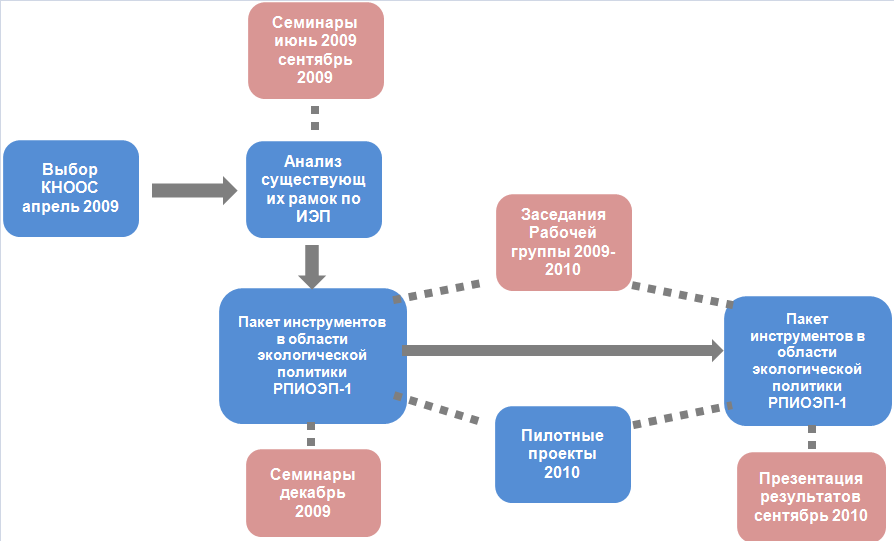 Семинары
июнь 2009
сентябрь
2009
Выбор
КНООС
апрель 2009
Анализ
существующ
их рамок по
ИЭП
Заседания
Рабочей
группы 2009-
2010
Пакет инструментов
в области
экологической
политики
РПИОЭП-1
Пакет
инструментов в
области
экологической
политики
РПИОЭП-1
Пилотные
проекты
2010
Семинары
декабрь
2009
Презентация
результатов
сентябрь 2010